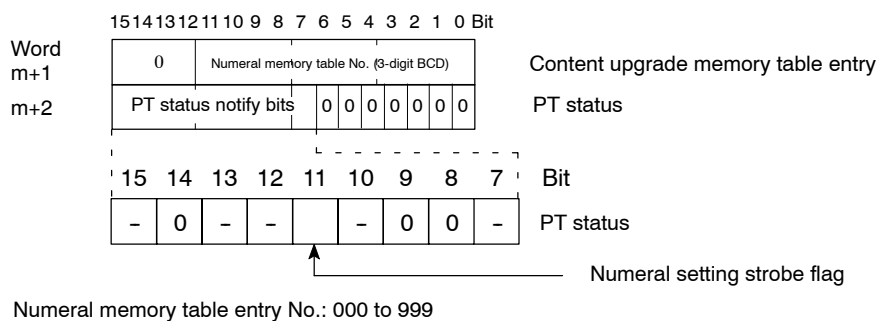 15 14 13 12 11 10 9 8 7 6 5 4 3 2 1 0 Bit
Word
m+1 0 Numeral memory table No. (3-digit BCD) Content upgrade memory table entry
m+2 PT status notify bits 0 0 0 0 0 0 0 PT status
15 14 13 12 11 10 9 8 7 Bit
– 0 – – – 0 0 – PT status
Numeral setting strobe flag
Numeral memory table entry No.: 000 to 999